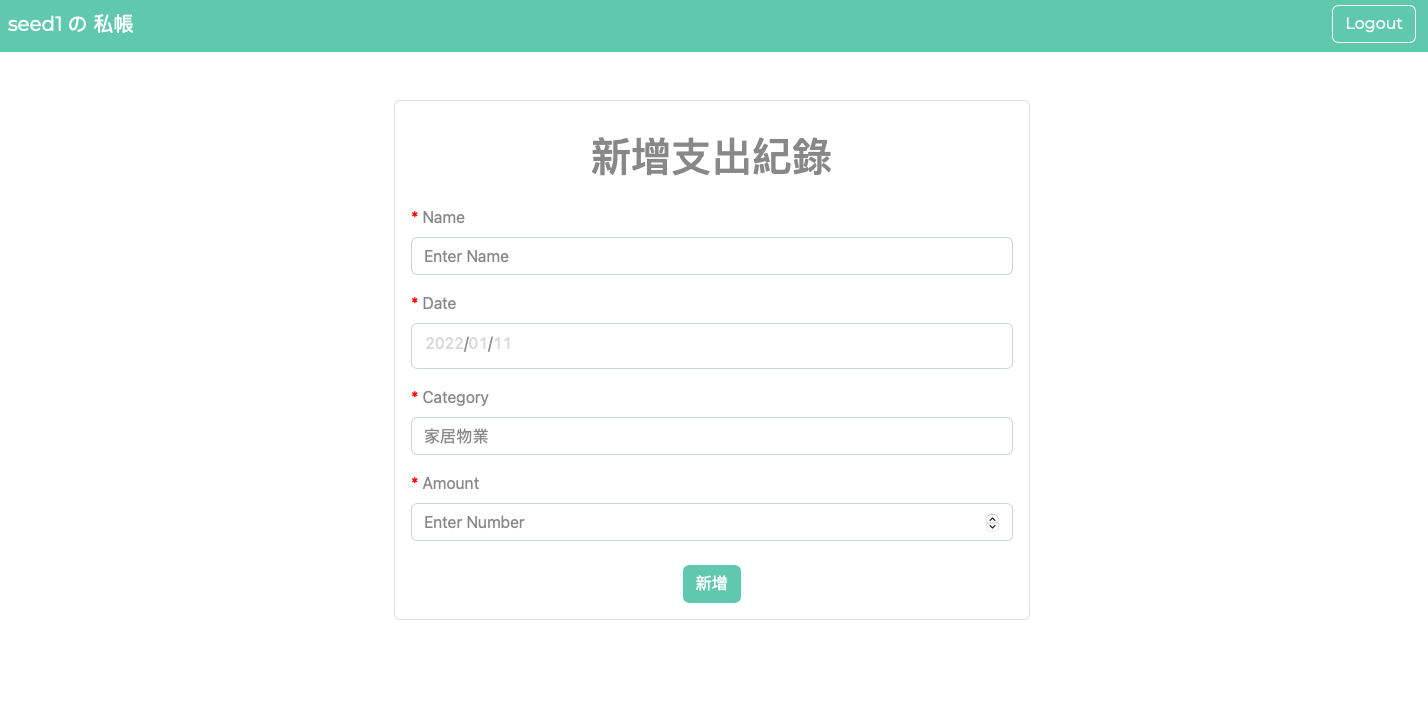 seed1 の 私帳
Logout
新增支出紀錄
* Name
Enter Name
* Date
2022/01/11
* Category
家居物業
* Amount
Enter Number
新增